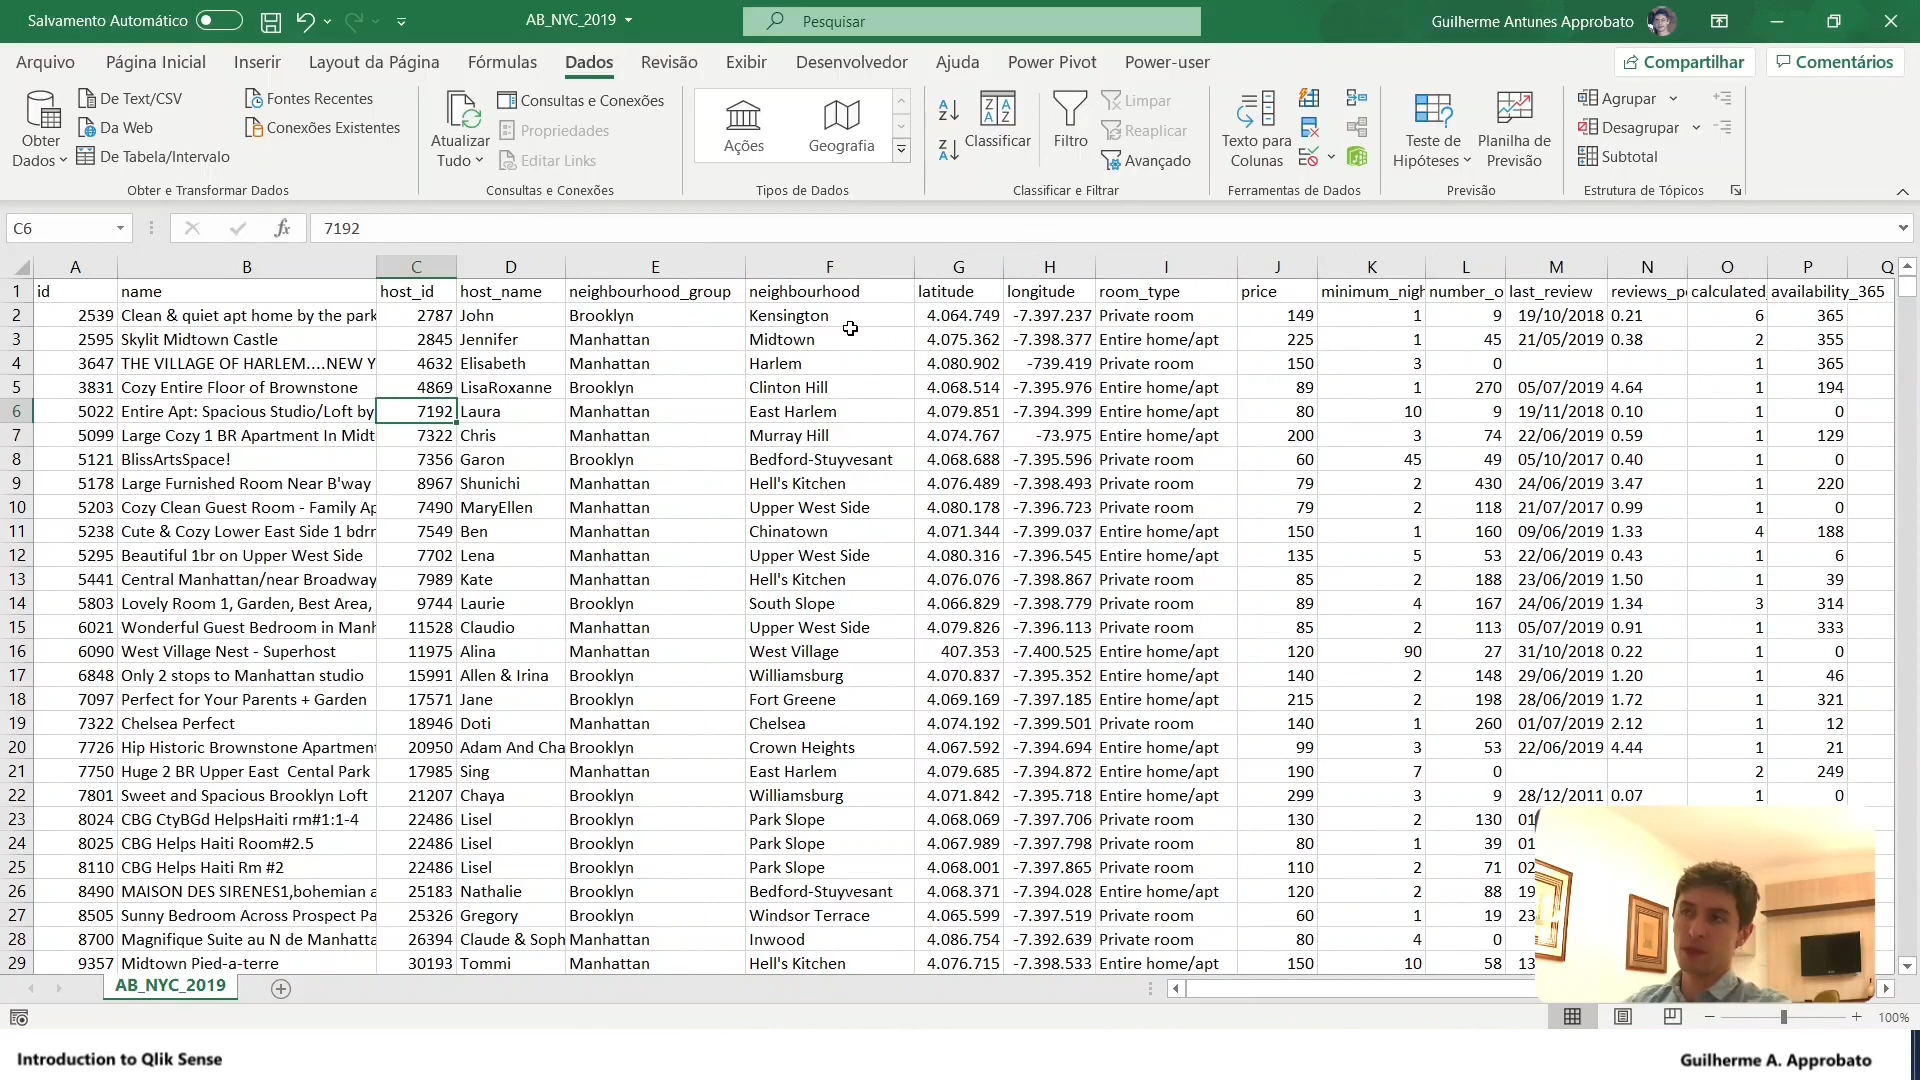 Salvamento Automático
AB_NYC_2019
Pesquisar
Guilherme Antunes Approbato
Arquivo Página Inicial Inserir Layout da Página Fórmulas Dados Revisão Exibir Desenvolvedor Ajuda Power Pivot Power-user Compartilhar Comentários
Obter Dados
De Text/CSV
Da Web
De Tabela/Intervalo
Fontes Recentes
Conexões Existentes
Obter e Transformar Dados
Atualizar Tudo
Consultas e Conexões
Propriedades
Editar Links
Consultas e Conexões
Ações
Geografia
Tipos de Dados
Classificar
Filtro
Limpar
Reaplicar
Avançado
Classificar e Filtrar
Texto para Colunas
Ferramentas de Dados
Teste de Hipóteses
Planilha de Previsão
Previsão
Agrupar
Desagrupar
Subtotal
Estrutura de Tópicos
C6 fx 7192
A B C D E F G H I J K L M N O P Q
1 id name host_id host_name neighbourhood_group neighbourhood latitude longitude room_type price minimum_nigh number_o last_review reviews_pe calculated availability_365
2 2539 Clean & quiet apt home by the park 2787 John Brooklyn Kensington 4.064.749 -7.397.237 Private room 149 1 9 19/10/2018 0.21 6 365
3 2595 Skylit Midtown Castle 2845 Jennifer Manhattan Midtown 4.075.362 -7.398.377 Entire home/apt 225 1 45 21/05/2019 0.38 2 355
4 3647 THE VILLAGE OF HARLEM....NEW Y 4632 Elisabeth Manhattan Harlem 4.080.902 -739.419 Private room 150 3 0 1 365
5 3831 Cozy Entire Floor of Brownstone 4869 LisaRoxanne Brooklyn Clinton Hill 4.068.514 -7.395.976 Entire home/apt 89 1 270 05/07/2019 4.64 1 194
6 5022 Entire Apt: Spacious Studio/Loft by 7192 Laura Manhattan East Harlem 4.079.851 -7.394.399 Entire home/apt 80 10 9 19/11/2018 0.10 1 0
7 5099 Large Cozy 1 BR Apartment In Midt 7322 Chris Manhattan Murray Hill 4.074.767 -73.975 Entire home/apt 200 3 74 22/06/2019 0.59 1 129
8 5121 BlissArtsSpace! 7356 Garon Brooklyn Bedford-Stuyvesant 4.068.688 -7.395.596 Private room 60 45 49 05/10/2017 0.40 1 0
9 5178 Large Furnished Room Near B'way 8967 Shunichi Manhattan Hell's Kitchen 4.076.489 -7.398.493 Private room 79 2 430 24/06/2019 3.47 1 220
10 5203 Cozy Clean Guest Room - Family Ap 7490 MaryEllen Manhattan Upper West Side 4.080.178 -7.396.723 Private room 79 2 118 21/07/2017 0.99 1 0
11 5238 Cute & Cozy Lower East Side 1 bdrr 7549 Ben Manhattan Chinatown 4.071.344 -7.399.037 Entire home/apt 150 1 160 09/06/2019 1.33 4 188
12 5295 Beautiful 1br on Upper West Side 7702 Lena Manhattan Upper West Side 4.080.316 -7.396.545 Entire home/apt 135 5 53 22/06/2019 0.43 1 6
13 5441 Central Manhattan/near Broadway 7989 Kate Manhattan Hell's Kitchen 4.076.076 -7.398.867 Private room 85 2 188 23/06/2019 1.50 1 39
14 5803 Lovely Room 1, Garden, Best Area, 9744 Laurie Brooklyn South Slope 4.066.829 -7.398.779 Private room 89 4 167 24/06/2019 1.34 3 314
15 6021 Wonderful Guest Bedroom in Manh 11528 Claudio Manhattan Upper West Side 4.079.826 -7.396.113 Private room 85 2 113 05/07/2019 0.91 1 333
16 6090 West Village Nest - Superhost 11975 Alina Manhattan West Village 407.353 -7.400.525 Entire home/apt 120 90 27 31/10/2018 0.22 1 0
17 6848 Only 2 stops to Manhattan studio 15991 Allen & Irina Brooklyn Williamsburg 4.070.837 -7.395.352 Entire home/apt 140 2 148 29/06/2019 1.20 1 46
18 7097 Perfect for Your Parents + Garden 17571 Jane Brooklyn Fort Greene 4.069.169 -7.397.185 Entire home/apt 215 2 198 28/06/2019 1.72 1 321
19 7322 Chelsea Perfect 18946 Doti Manhattan Chelsea 4.074.192 -7.399.501 Private room 140 1 260 01/07/2019 2.12 1 12
20 7726 Hip Historic Brownstone Apartment 20950 Adam And Cha Brooklyn Crown Heights 4.067.592 -7.394.694 Entire home/apt 99 3 53 22/06/2019 4.44 1 21
21 7750 Huge 2 BR Upper East Cental Park 17985 Sing Manhattan East Harlem 4.079.685 -7.394.872 Entire home/apt 190 7 0 2 249
22 7801 Sweet and Spacious Brooklyn Loft 21207 Chaya Brooklyn Williamsburg 4.071.842 -7.395.718 Entire home/apt 299 3 9 28/12/2011 0.07 1 0
23 8024 CBG CtyBGd HelpsHaiti rm#1:1-4 22486 Lisel Brooklyn Park Slope 4.068.069 -7.397.706 Private room 130 2 130 01
24 8025 CBG Helps Haiti Room#2.5 22486 Lisel Brooklyn Park Slope 4.067.989 -7.397.798 Private room 80 1 39 01
25 8110 CBG Helps Haiti Rm #2 22486 Lisel Brooklyn Park Slope 4.068.001 -7.397.865 Private room 110 2 71 02
26 8490 MAISON DES SIRENES1,bohemian a 25183 Nathalie Brooklyn Bedford-Stuyvesant 4.068.371 -7.394.028 Entire home/apt 120 2 88 19
27 8505 Sunny Bedroom Across Prospect Pa 25326 Gregory Brooklyn Windsor Terrace 4.065.599 -7.397.519 Private room 60 1 19 23
28 8700 Magnifique Suite au N de Manhatta 26394 Claude & Soph Manhattan Inwood 4.086.754 -7.392.639 Private room 80 4 0
29 9357 Midtown Pied-a-terre 30193 Tommi Manhattan Hell's Kitchen 4.076.715 -7.398.533 Entire home/apt 150 10 58 13
AB_NYC_2019
100%
Introduction to Qlik Sense
Guilherme A. Approbato